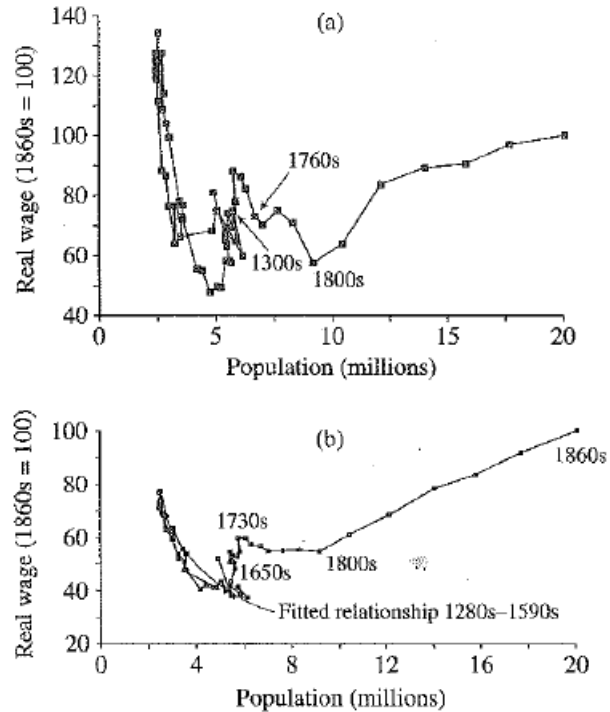 (a)
Real wage (1860s = 100)
140
120
100
80
60
40
1760s
1300s
1800s
0
5
10
15
20
Population (millions)
(b)
Real wage (1860s = 100)
100
80
60
40
20
0
1860s
1730s
1650s
1800s
Fitted relationship 1280s–1590s
0
4
8
12
16
20
Population (millions)